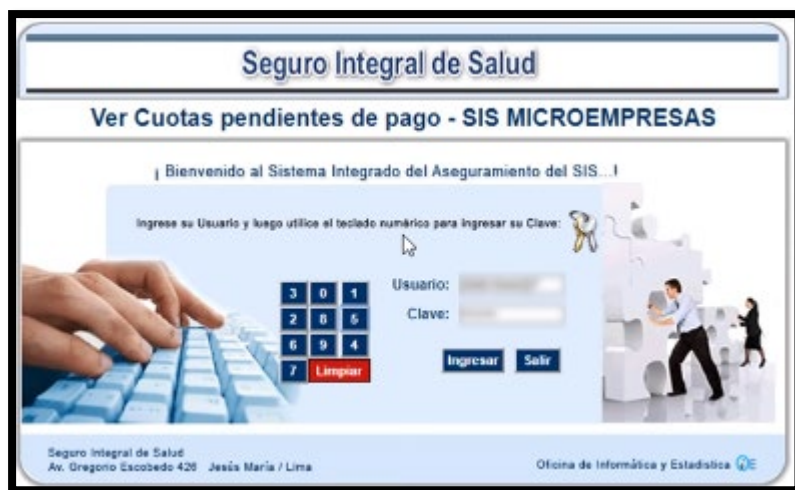 Seguro Integral de Salud
Ver Cuotas pendientes de pago - SIS MICROEMPRESAS
¡ Bienvenido al Sistema Integrado del Aseguramiento del SIS...!
Ingrese su Usuario y luego utilice el teclado numérico para ingresar su Clave:
Usuario:
Clave:
3 0 1
2 8 5
6 9 4
7 Limpiar
Ingresar Salir
Seguro Integral de Salud
Av. Gregorio Escobedo 426 Jesús María / Lima
Oficina de Informática y Estadística